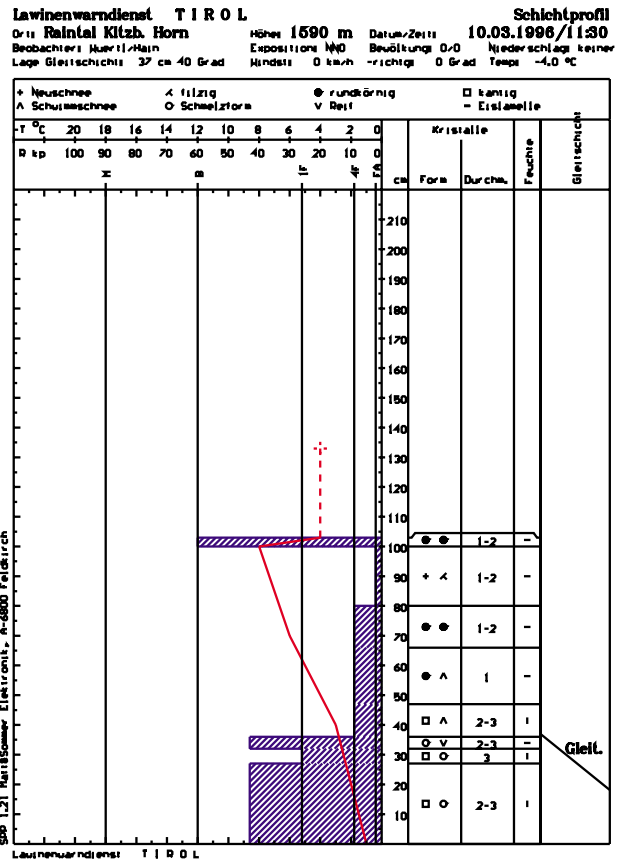 Lawinenwarndienst T I R O L Schichtprofil
Ort: Raintal Kitzb. Horn Höhe: 1590 m Datum/Zeit: 10.03.1996/11:30
Exposition: NNO Bewölkung: 0/0 Niederschlag: keiner
Lage Gleitschicht: 37 cm 40 Grad Winds: 0 km/h -richtg: 0 Grad Temp: -4.0 °C
+ Neuschnee filzig rundkörnig kantig
Schwimmschnee Schmelzform V Reif - Eislamelle
-T °C 20 18 16 14 12 10 8 6 4 2 0 cm Kristalle Feuchte Gleitschicht
R kp 100 90 80 70 60 50 40 30 20 10 0 Form Durchm.
K B 1F 4F FA
210
200
190
180
170
160
150
140
130
120
110
100 1-2 -
90 + 1-2 -
80
70 1-2 -
60
50 1 -
40 2-3 I
V 2-3 -
30 3 I
Gleit.
20
10 2-3 I
SPP 1.21 Matt&Sommer Elektronik, A-6800 Feldkirch
Lawinenwarndienst T I R O L